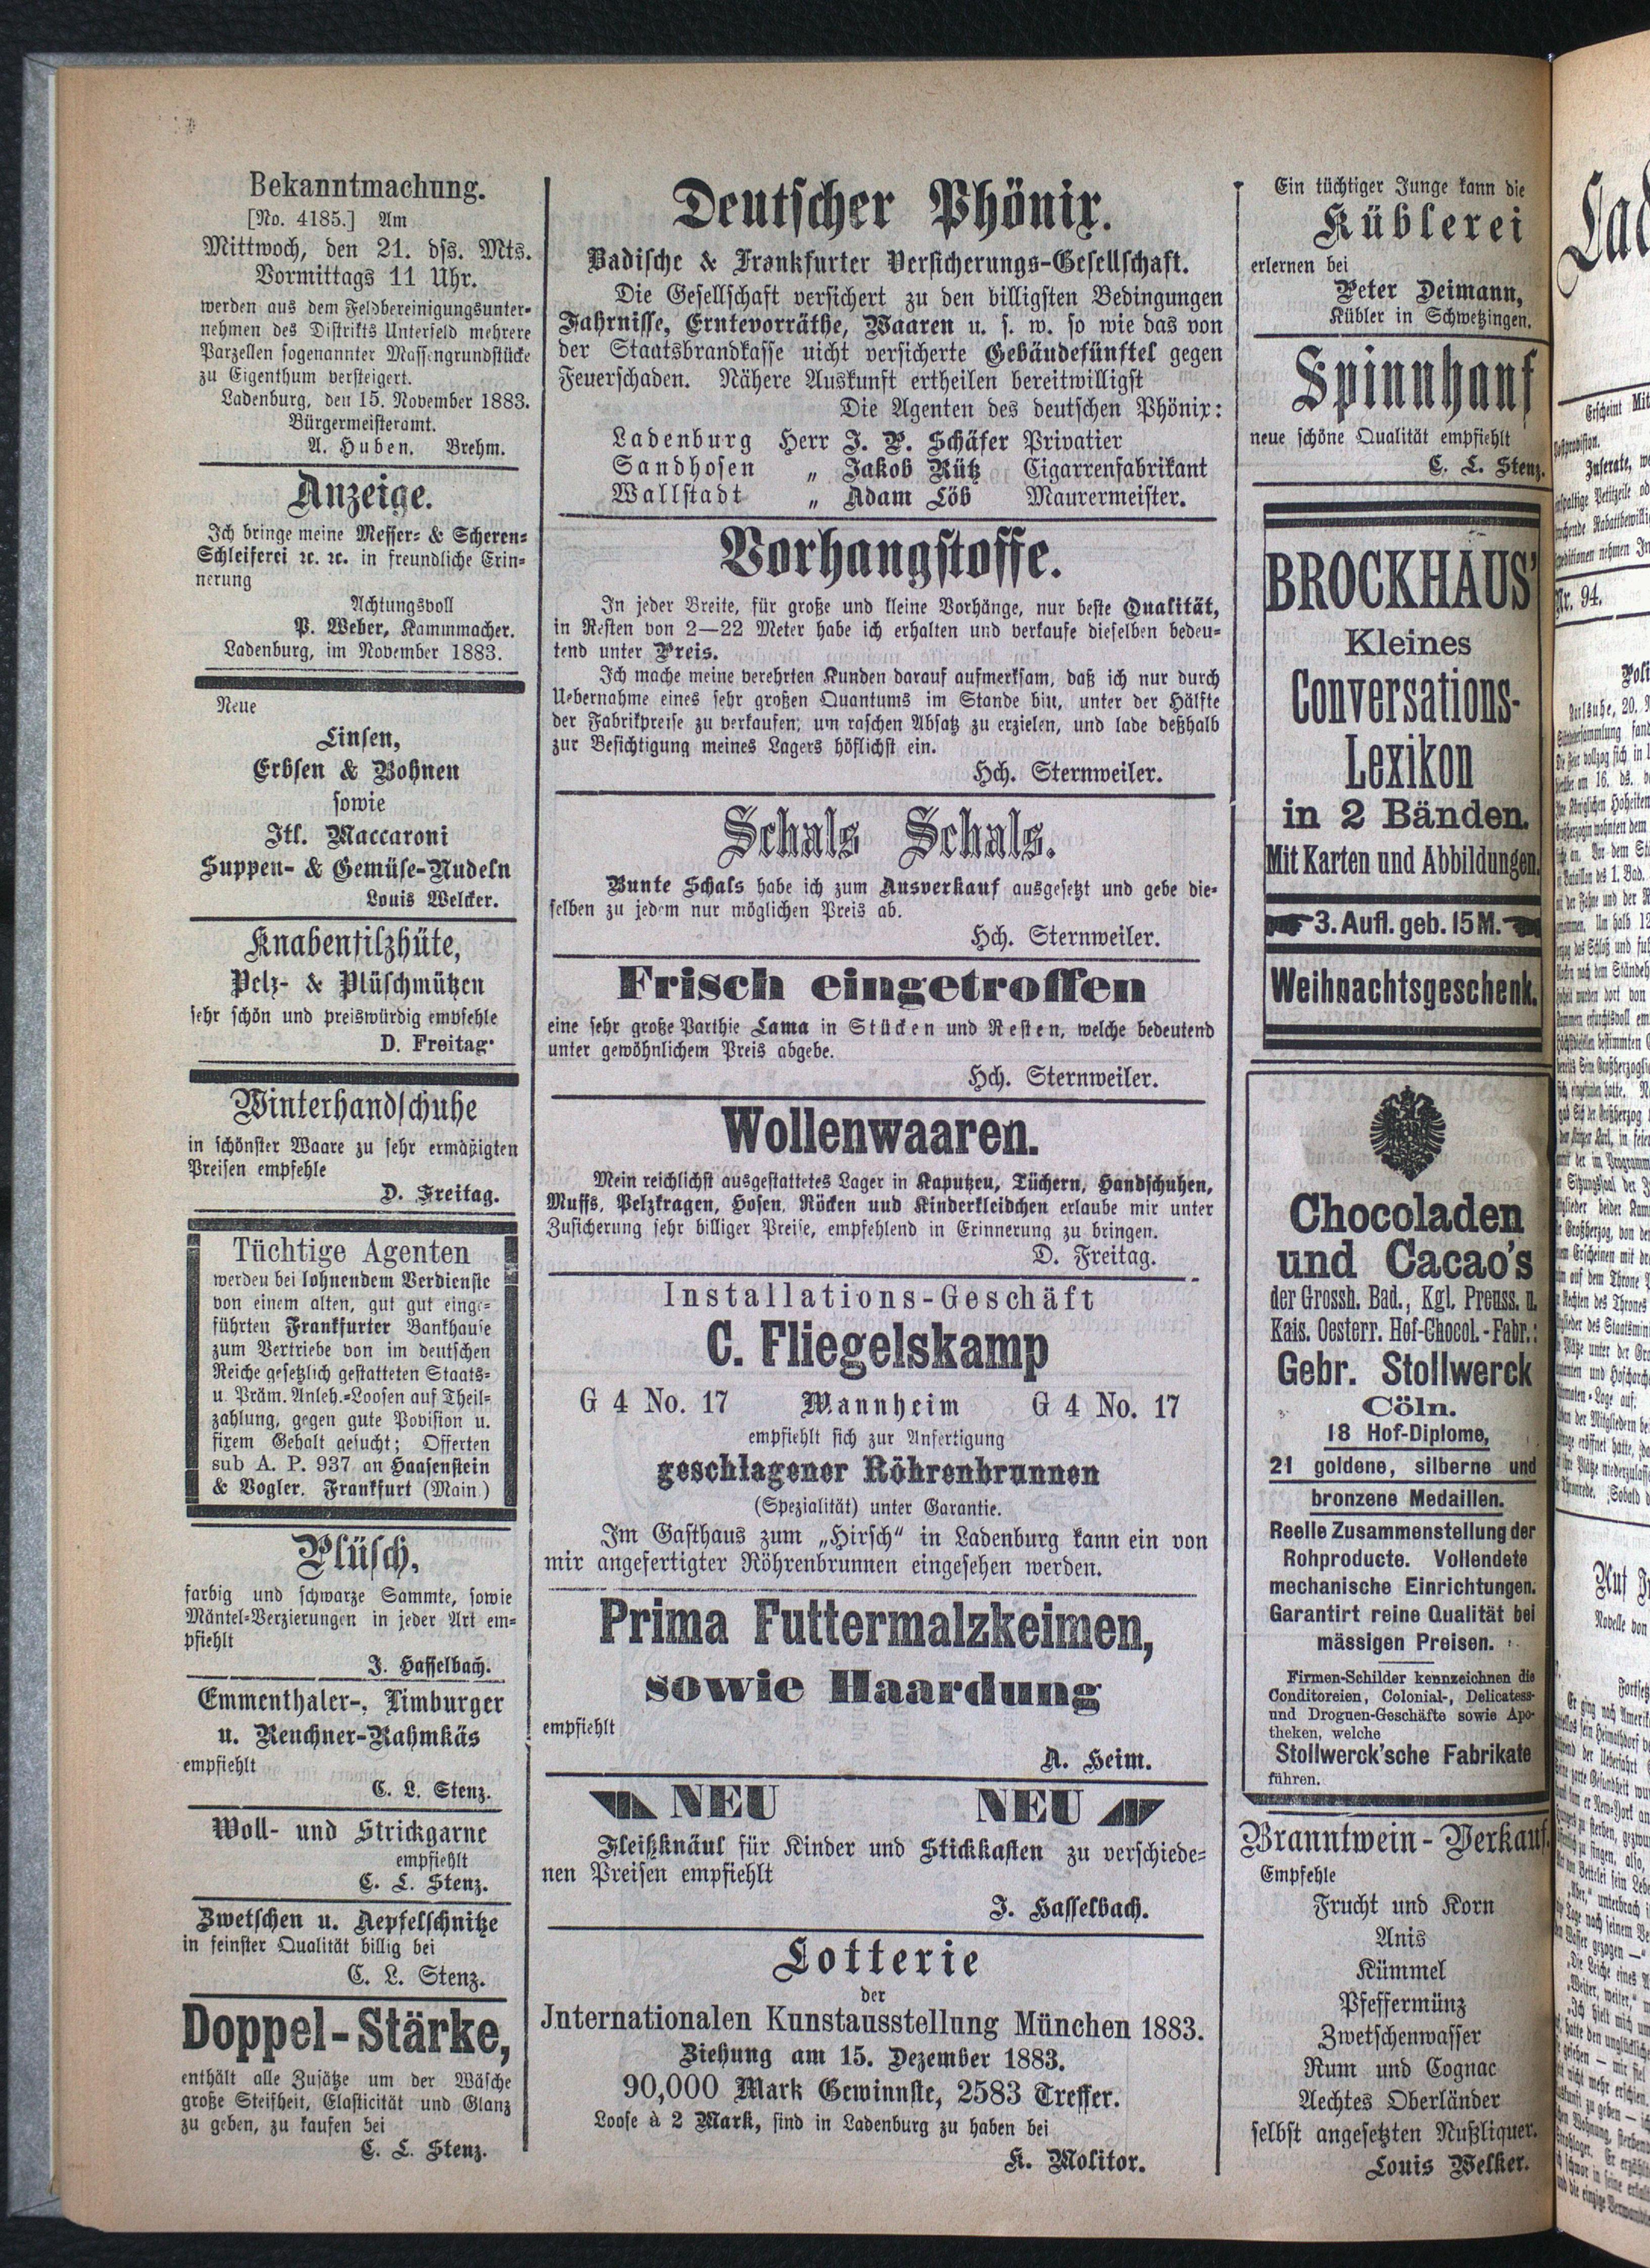 Bekanntmachung.
[No. 4185.] Am
Mittwoch, den 21. dſs. Mts.
Vormittags 11 Uhr.
werden aus dem Feldbereinigungsunter-
nehmen des Diſtrikts Unterfeld mehrere
Parzellen ſogenannter Maſſengrundſtücke
zu Eigenthum verſteigert.
Ladenburg, den 15. November 1883.
Bürgermeiſteramt.
A. Huben. Brehm.
Anzeige.
Ich bringe meine Meſſer- & Scheren-
Schleiferei ꝛc. ꝛc. in freundliche Erin-
nerung
Achtungsvoll
P. Weber, Kammmacher.
Ladenburg, im November 1883.
Neue
Linſen,
Erbſen & Bohnen
ſowie
Itl. Maccaroni
Suppen- & Gemüſe-Nudeln
Louis Welcker.
Knabenfilzhüte,
Pelz- & Plüſchmützen
ſehr ſchön und preiswürdig empfehle
D. Freitag.
Winterhandſchuhe
in ſchönſter Waare zu ſehr ermäßigten
Preiſen empfehle
D. Freitag.
Tüchtige Agenten
werden bei lohnendem Verdienſte
von einem alten, gut gut einge-
führten Frankfurter Bankhauſe
zum Vertriebe von im deutſchen
Reiche geſetzlich geſtatteten Staats-
u. Präm. Anleh.-Looſen auf Theil-
zahlung, gegen gute Poviſion u.
fixem Gehalt geſucht; Offerten
sub A. P. 937 an Haaſenſtein
& Vogler, Frankfurt (Main.)
Plüſch,
farbig und ſchwarze Sammte, ſowie
Mäntel-Verzierungen in jeder Art em-
pfiehlt
J. Haſſelbach.
Emmenthaler-, Limburger
u. Renchner-Rahmkäs
empfiehlt
C. L. Stenz.
Woll- und Strickgarne
empfiehlt
C. L. Stenz.
Zwetſchen u. Aepfelſchnitze
in feinſter Qualität billig bei
C. L. Stenz.
Doppel-Stärke,
enthält alle Zuſätze um der Wäſche
große Steifheit, Elaſticität und Glanz
zu geben, zu kaufen bei
C. L. Stenz.
Deutſcher Phönix.
Badiſche & Frankfurter Verſicherungs-Geſellſchaft.
Die Geſellſchaft verſichert zu den billigſten Bedingungen
Fahrniſſe, Erntevorräthe, Waaren u. ſ. w. ſo wie das von
der Staatsbrandkaſſe nicht verſicherte Gebäudefünftel gegen
Feuerſchaden. Nähere Auskunft ertheilen bereitwilligſt
Die Agenten des deutſchen Phönix:
Ladenburg Herr J. P. Schäfer Privatier
Sandhofen „ Jakob Rütz Cigarrenfabrikant
Wallſtadt „ Adam Löb Maurermeiſter.
Vorhangſtoffe.
In jeder Breite, für große und kleine Vorhänge, nur beſte Qualität,
in Reſten von 2—22 Meter habe ich erhalten und verkaufe dieſelben bedeu-
tend unter Preis.
Ich mache meine verehrten Kunden darauf aufmerkſam, daß ich nur durch
Uebernahme eines ſehr großen Quantums im Stande bin, unter der Hälfte
der Fabrikpreiſe zu verkaufen, um raſchen Abſatz zu erzielen, und lade deßhalb
zur Beſichtigung meines Lagers höflichſt ein.
Hch. Sternweiler.
Schals Schals.
Bunte Schals habe ich zum Ausverkauf ausgeſetzt und gebe die-
ſelben zu jedem nur möglichen Preis ab.
Hch. Sternweiler.
Frisch eingetroffen
eine ſehr große Parthie Lama in Stücken und Reſten, welche bedeutend
unter gewöhnlichem Preis abgebe.
Hch. Sternweiler.
Wollenwaaren.
Mein reichlichſt ausgeſtattetes Lager in Kaputzen, Tüchern, Handſchuhen,
Muffs, Pelzkragen, Hoſen, Röcken und Kinderkleidchen erlaube mir unter
Zuſicherung ſehr billiger Preiſe, empfehlend in Erinnerung zu bringen.
D. Freitag.
Installations-Geschäft
C. Fliegelskamp
G 4 No. 17 Mannheim G 4 No. 17
empfiehlt ſich zur Anfertigung
geſchlagener Röhrenbrunnen
(Spezialität) unter Garantie.
Im Gaſthaus zum „Hirſch“ in Ladenburg kann ein von
mir angefertigter Röhrenbrunnen eingeſehen werden.
Prima Futtermalzkeimen,
sowie Haardung
empfiehlt
A. Heim.
NEU NEU
Fleißknäul für Kinder und Stickkaſten zu verſchiede-
nen Preiſen empfiehlt
J. Haſſelbach.
Lotterie
der
Internationalen Kunstausstellung München 1883.
Ziehung am 15. Dezember 1883.
90,000 Mark Gewinnſte, 2583 Treffer.
Looſe à 2 Mark, ſind in Ladenburg zu haben bei
K. Molitor.
Ein tüchtiger Junge kann die
Küblerei
erlernen bei
Peter Deimann,
Kübler in Schwetzingen.
Spinnhanf
neue ſchöne Qualität empfiehlt
C. L. Stenz.
BROCKHAUS'
Kleines
Conversations-
Lexikon
in 2 Bänden.
Mit Karten und Abbildungen.
3. Aufl. geb. 15 M.
Weihnachtsgeschenk.
Chocoladen
und Cacao's
der Grossh. Bad., Kgl. Preuss. u.
Kais. Oesterr. Hof-Chocol.-Fabr.:
Gebr. Stollwerck
Cöln.
18 Hof-Diplome,
21 goldene, silberne und
bronzene Medaillen.
Reelle Zusammenstellung der
Rohproducte. Vollendete
mechanische Einrichtungen.
Garantirt reine Qualität bei
mässigen Preisen.
Firmen-Schilder kennzeichnen die
Conditoreien, Colonial-, Delicatess-
und Droguen-Geschäfte sowie Apo-
theken, welche
Stollwerck'sche Fabrikate
führen.
Branntwein-Verkauf.
Empfehle
Frucht und Korn
Anis
Kümmel
Pfeffermünz
Zwetſchenwaſſer
Rum und Cognac
Aechtes Oberländer
ſelbſt angeſetzten Nußliquer.
Louis Welker.
Lad
Erſcheint Mit
Nr. 94.